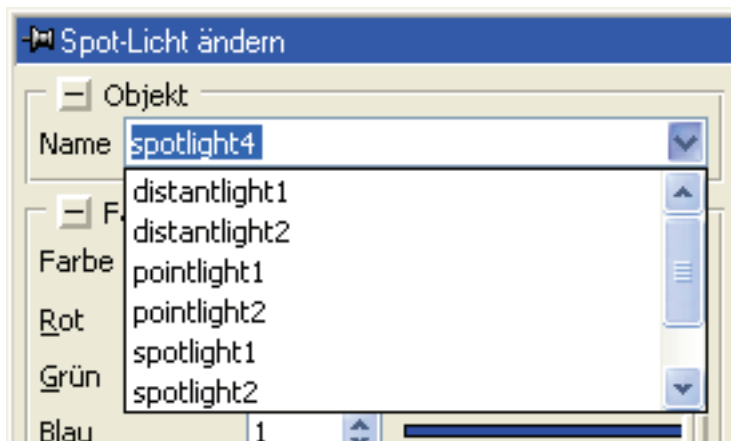 Spot-Licht ändern
Objekt
Name spotlight4
distantlight1
distantlight2
Farbe
pointlight1
Rot
pointlight2
spotlight1
Grün
spotlight2
Blau 1